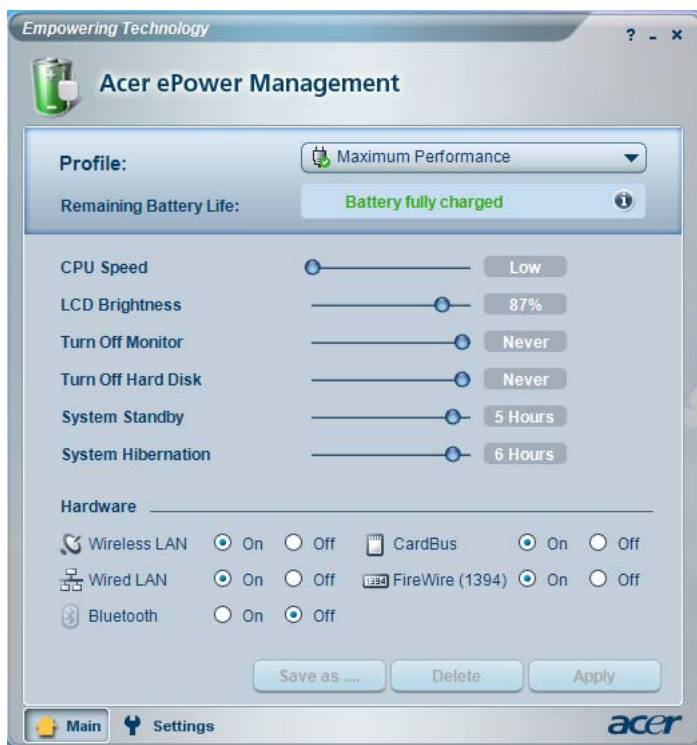 Empowering Technology
? - x
Acer ePower Management
Profile: Maximum Performance
Remaining Battery Life: Battery fully charged
CPU Speed Low
LCD Brightness 87%
Turn Off Monitor Never
Turn Off Hard Disk Never
System Standby 5 Hours
System Hibernation 6 Hours
Hardware
Wireless LAN On Off CardBus On Off
Wired LAN On Off 1394 FireWire (1394) On Off
Bluetooth On Off
Save as .... Delete Apply
Main Settings acer